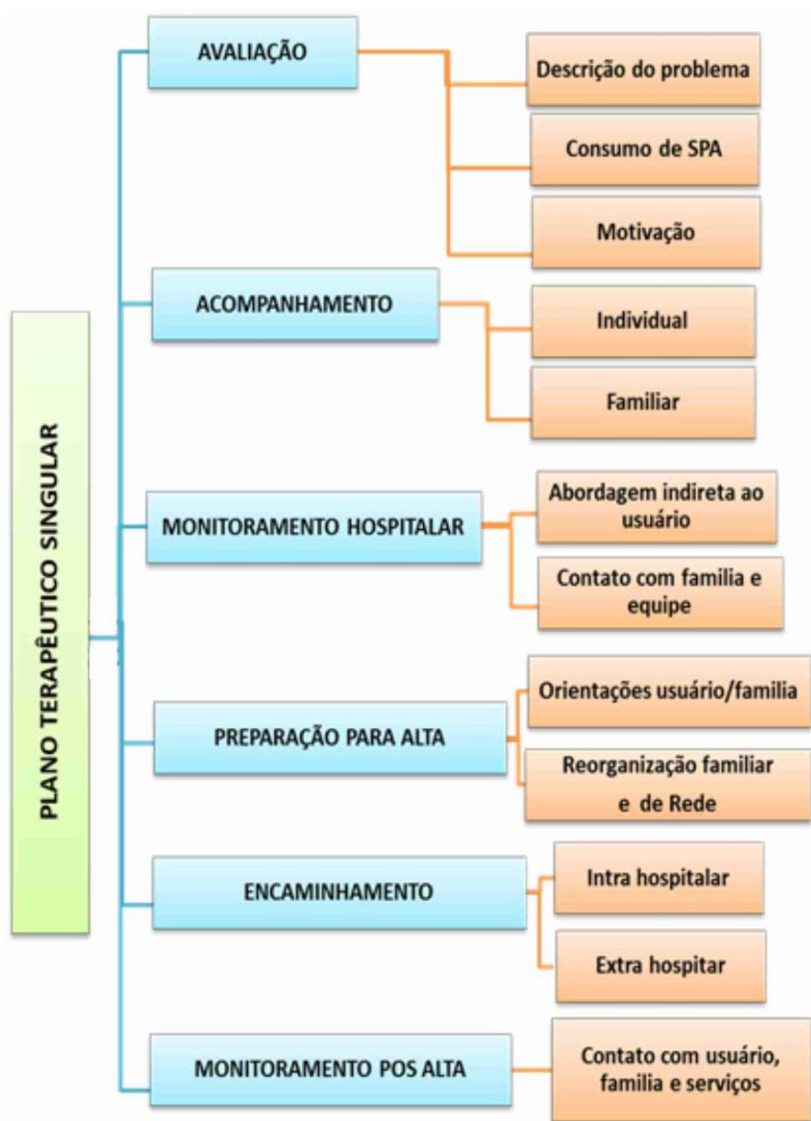 PLANO TERAPÊUTICO SINGULAR
AVALIAÇÃO
Descrição do problema
Consumo de SPA
Motivação
ACOMPANHAMENTO
Individual
Familiar
MONITORAMENTO HOSPITALAR
Abordagem indireta ao
usuário
Contato com familia e
equipe
PREPARAÇÃO PARA ALTA
Orientações usuário/familia
Reorganização familiar
e de Rede
ENCAMINHAMENTO
Intra hospitalar
Extra hospitar
MONITORAMENTO POS ALTA
Contato com usuário,
familia e serviços